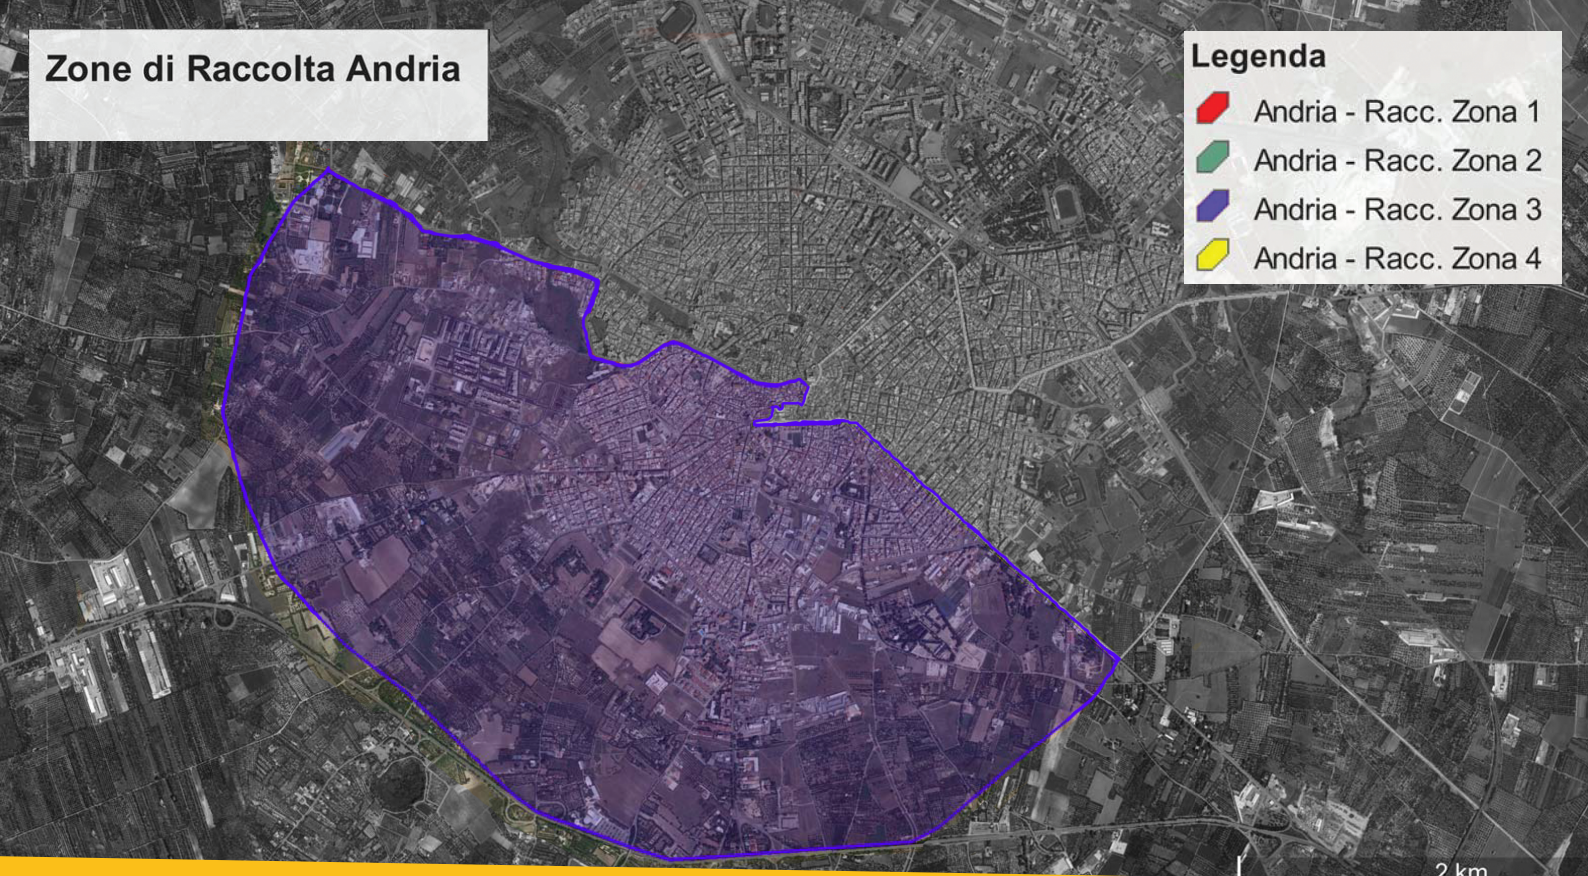 Zone di Raccolta Andria
Legenda
Andria - Racc. Zona 1
Andria - Racc. Zona 2
Andria - Racc. Zona 3
Andria - Racc. Zona 4
2 km